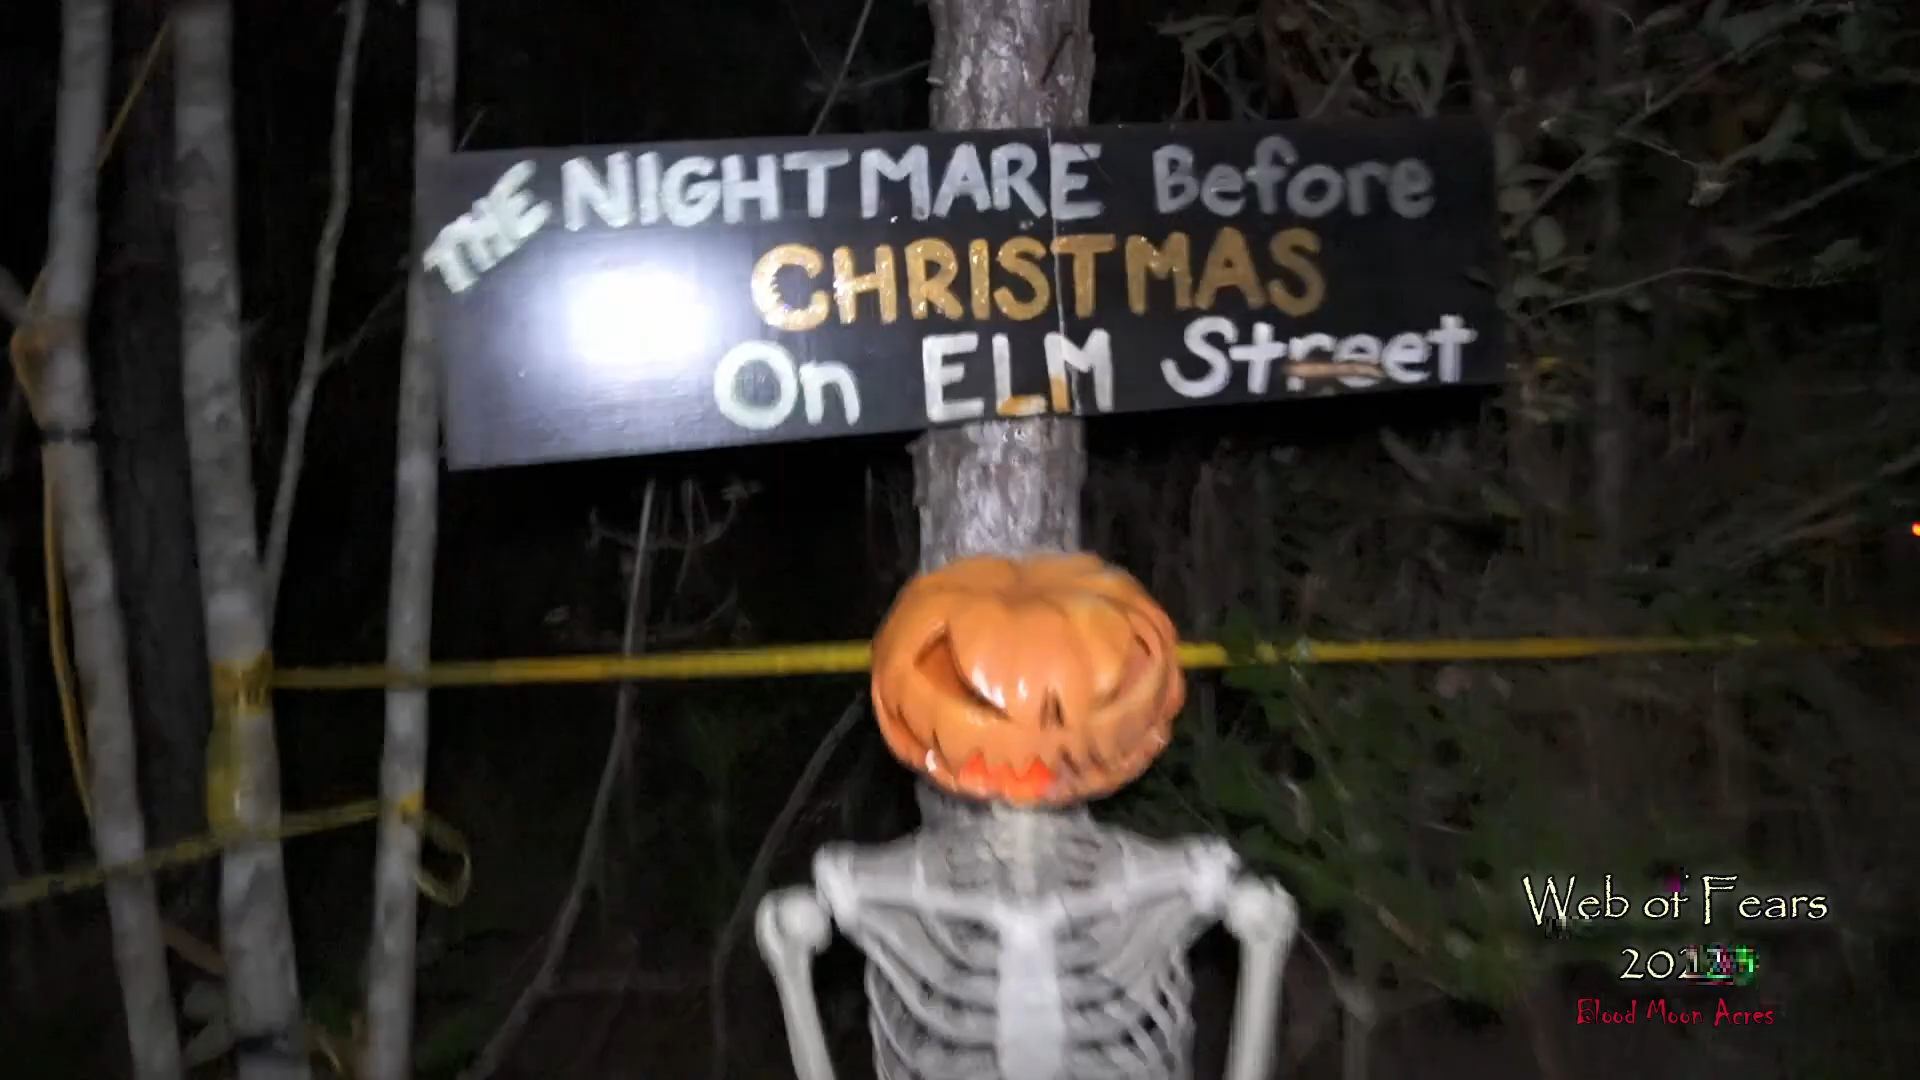 THE NIGHTMARE Before
CHRISTMAS
On ELM Street
Web of Fears
Blood Moon Acres